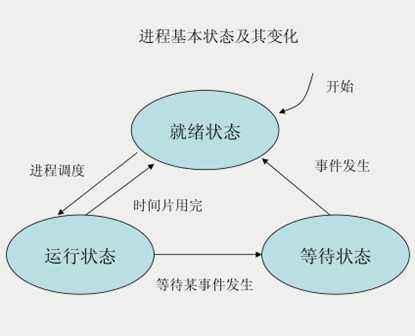 进程基本状态及其变化
开始
就绪状态
进程调度
事件发生
时间片用完
运行状态
等待状态
等待某事件发生